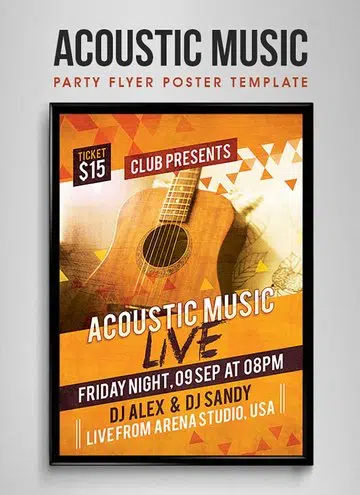 ACOUSTIC MUSIC
PARTY FLYER POSTER TEMPLATE
TICKET
$15
CLUB PRESENTS
ACOUSTIC MUSIC
LIVE
FRIDAY NIGHT, 09 SEP AT 08PM
DJ ALEX & DJ SANDY
LIVE FROM ARENA STUDIO, USA